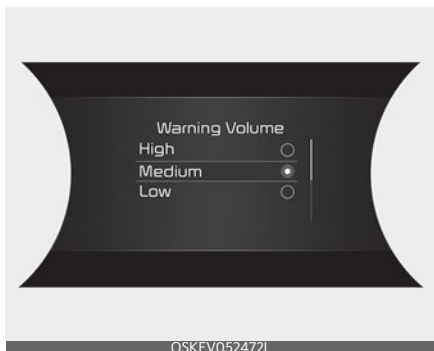 Warning Volume
High
Medium
Low
OSKEV052472L